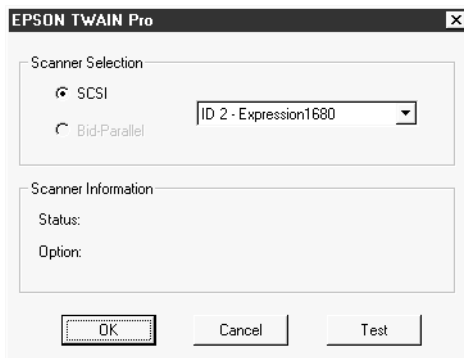 EPSON TWAIN Pro
Scanner Selection
SCSI
ID 2 - Expression1680
Bid-Parallel
Scanner Information
Status:
Option:
OK Cancel Test